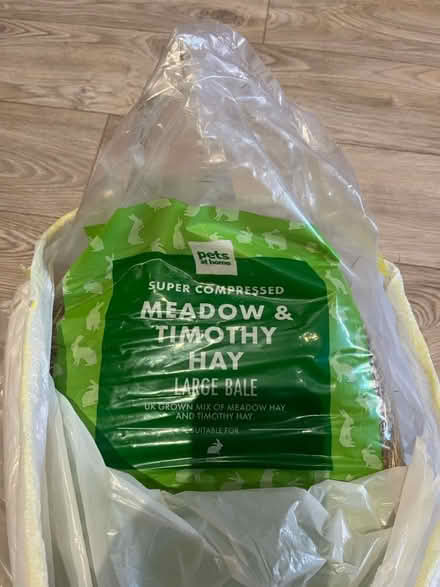 pets
at home
SUPER COMPRESSED
MEADOW &
TIMOTHY
HAY
LARGE BALE
UK GROWN MIX OF MEADOW HAY
AND TIMOTHY HAY
SUITABLE FOR